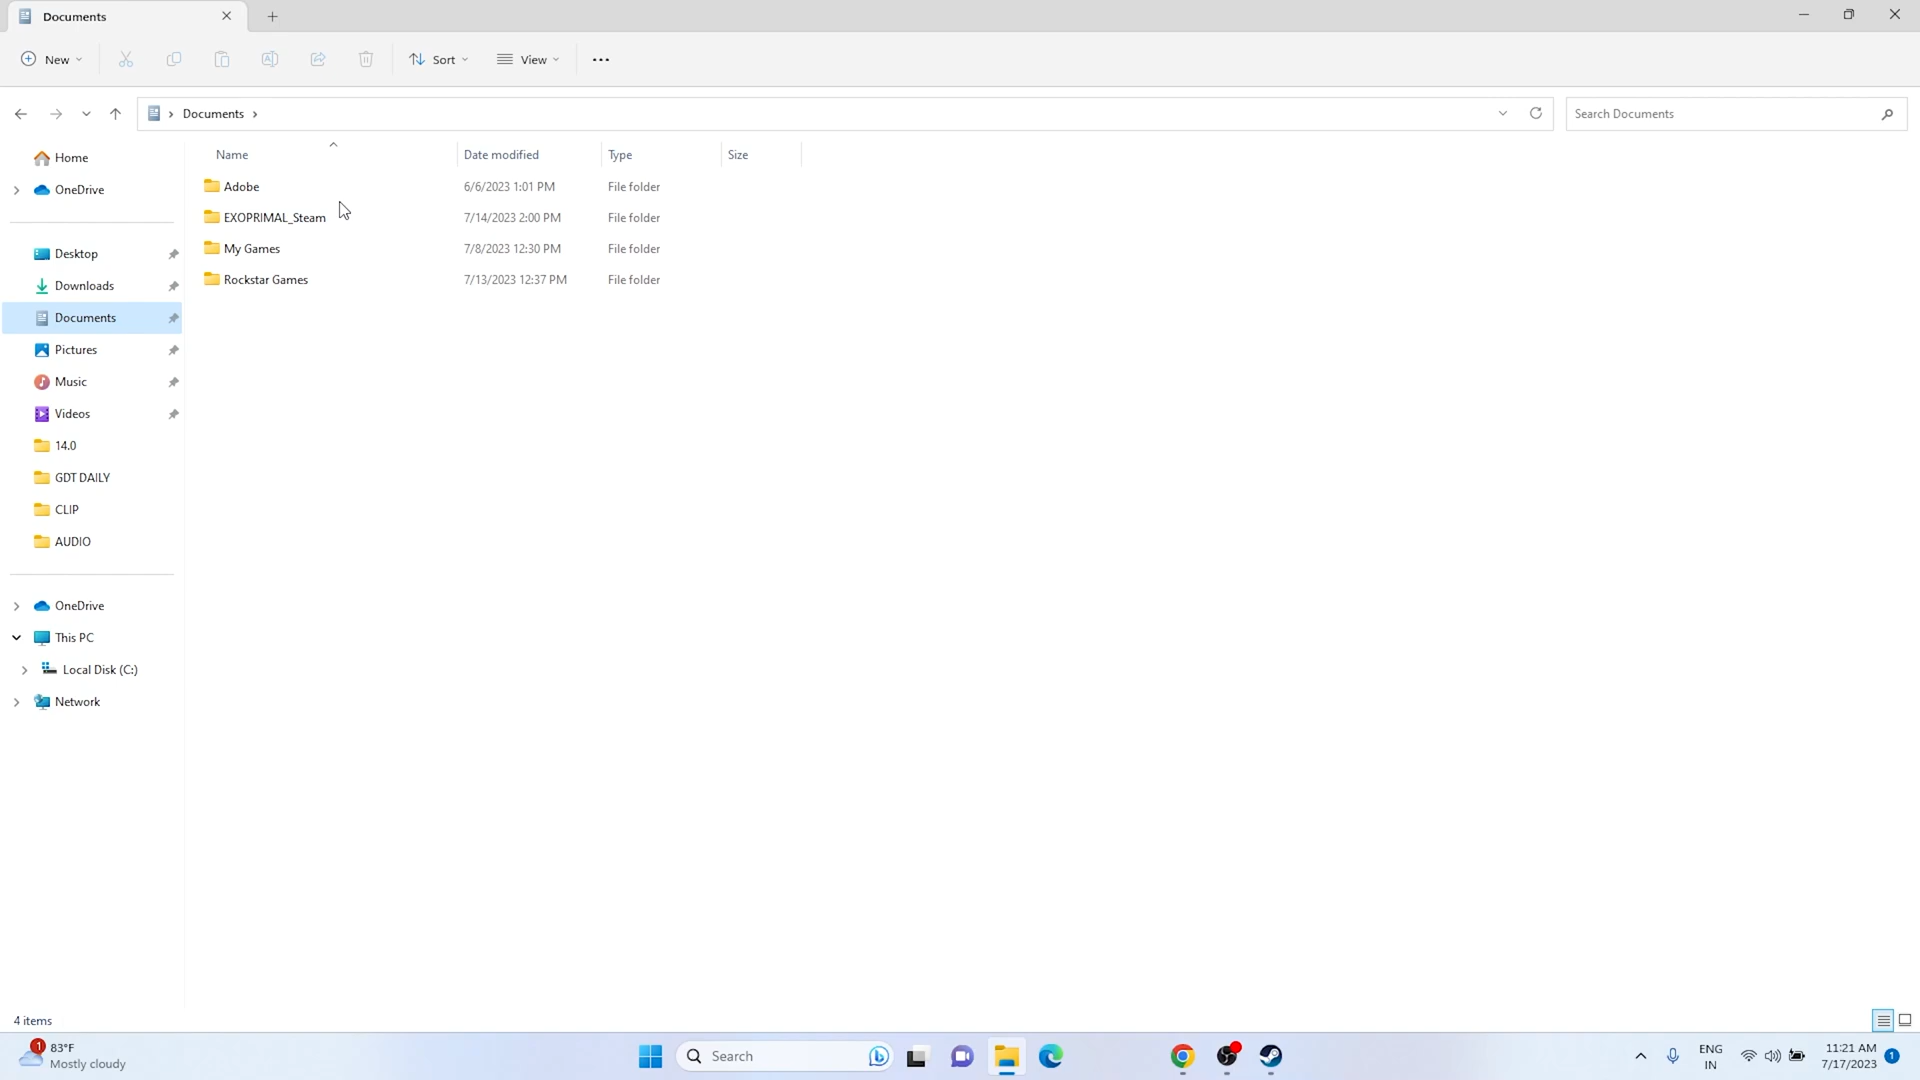 Documents
New
Sort
View
Documents
Search Documents
Name Date modified Type Size
Adobe 6/6/2023 1:01 PM File folder
EXOPRIMAL_Steam 7/14/2023 2:00 PM File folder
My Games 7/8/2023 12:30 PM File folder
Rockstar Games 7/13/2023 12:37 PM File folder
Home
OneDrive
Desktop
Downloads
Documents
Pictures
Music
Videos
14.0
GDT DAILY
CLIP
AUDIO
OneDrive
This PC
Local Disk (C:)
Network
4 items
1
83°F
Mostly cloudy
Search
ENG
IN
11:21 AM
7/17/2023
1